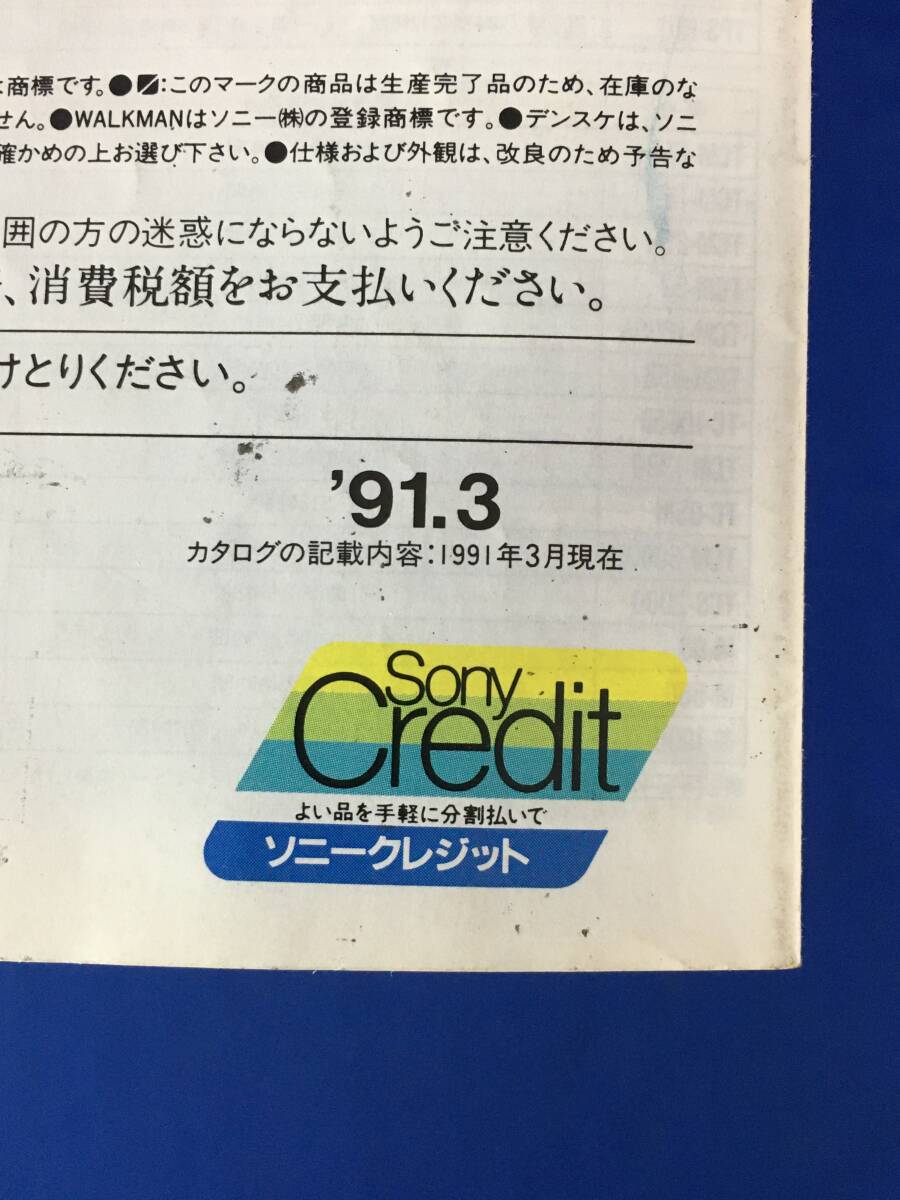 商標です。●◪:このマークの商品は生産完了品のため、在庫のな
せん。●WALKMANはソニー㈱の登録商標です。●デンスケは、ソニ
確かめの上お選び下さい。●仕様および外観は、改良のため予告な
囲の方の迷惑にならないようご注意ください。
、消費税額をお支払いください。
けとりください。
'91.3
カタログの記載内容:1991年3月現在
Sony
Credit
よい品を手軽に分割払いで
ソニークレジット